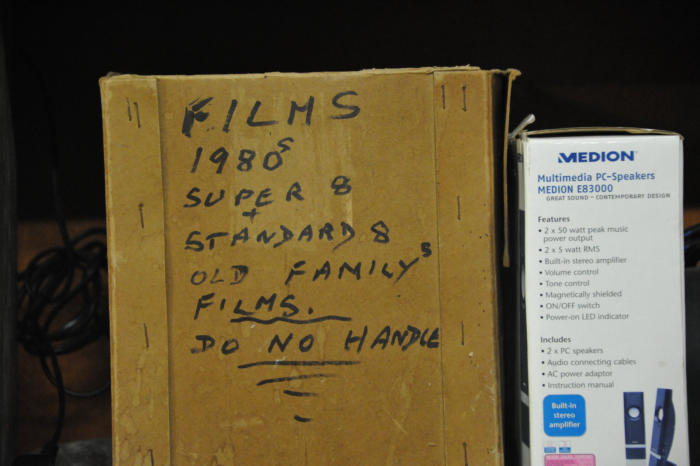 FILMS
1980s
SUPER 8
+
STANDARD 8
OLD FAMILYs
FILMS.
DO NO HANDLE
MEDION
Multimedia PC-Speakers
MEDION E83000
GREAT SOUND - CONTEMPORARY DESIGN
Features
• 2 x 50 watt peak music
power output
• 2 x 5 watt RMS
• Built-in stereo amplifier
• Volume control
• Tone control
• Magnetically shielded
• ON/OFF switch
• Power-on LED indicator
Includes
• 2 x PC speakers
• Audio connecting cables
• AC power adaptor
• Instruction manual
Built-in
stereo
amplifier